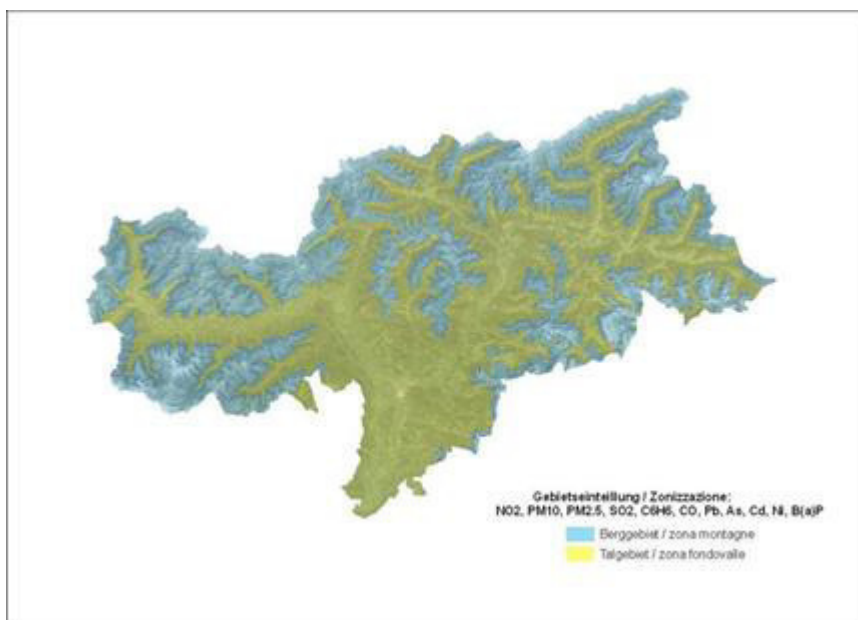 Gebietseinteilung / Zonizzazione:
NO2, PM10, PM2.5, SO2, C6H6, CO, Pb, As, Cd, Ni, B(a)P
Berggebiet / zona montagne
Talgebiet / zona fondovalle